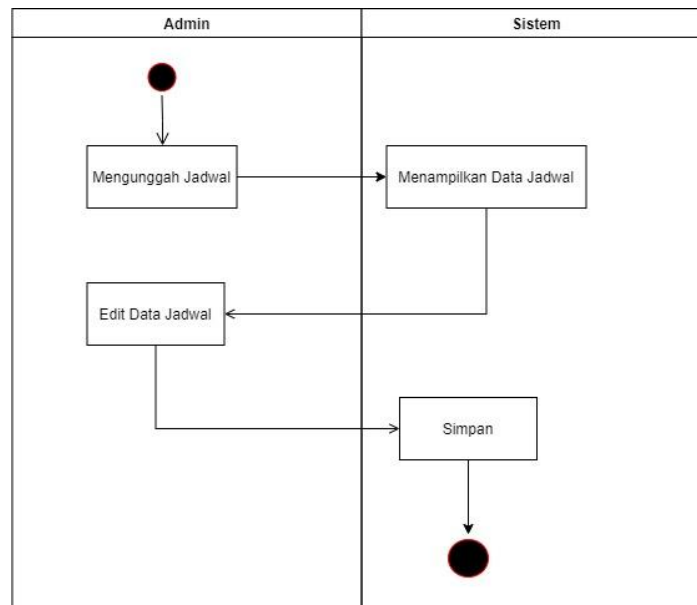 Admin
Sistem
Mengunggah Jadwal
Menampilkan Data Jadwal
Edit Data Jadwal
Simpan